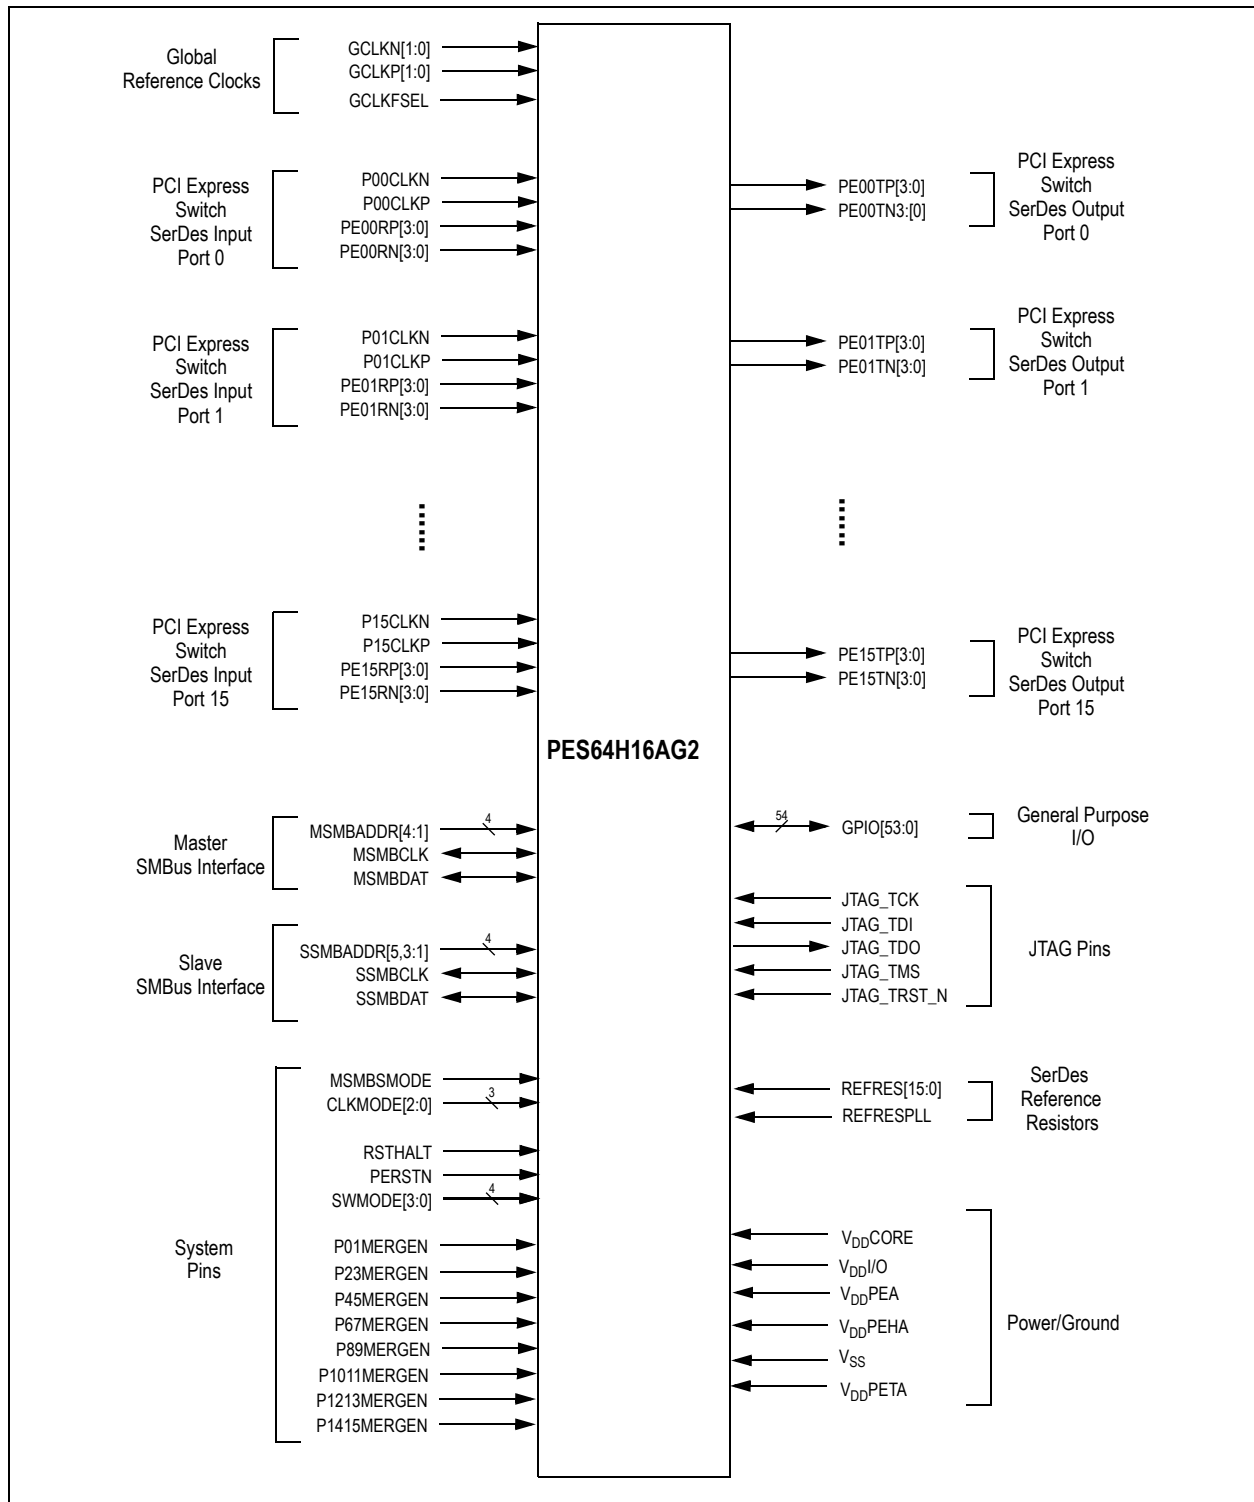 Global
Reference Clocks
GCLKN[1:0]
GCLKP[1:0]
GCLKFSEL
PCI Express
Switch
SerDes Input
Port 0
P00CLKN
P00CLKP
PE00RP[3:0]
PE00RN[3:0]
PE00TP[3:0]
PE00TN3:[0]
PCI Express
Switch
SerDes Output
Port 0
PCI Express
Switch
SerDes Input
Port 1
P01CLKN
P01CLKP
PE01RP[3:0]
PE01RN[3:0]
PE01TP[3:0]
PE01TN[3:0]
PCI Express
Switch
SerDes Output
Port 1
PCI Express
Switch
SerDes Input
Port 15
P15CLKN
P15CLKP
PE15RP[3:0]
PE15RN[3:0]
PE15TP[3:0]
PE15TN[3:0]
PCI Express
Switch
SerDes Output
Port 15
PES64H16AG2
Master
SMBus Interface
MSMBADDR[4:1]
4
MSMBCLK
MSMBDAT
54
GPIO[53:0]
General Purpose
I/O
Slave
SMBus Interface
SSMBADDR[5,3:1]
4
SSMBCLK
SSMBDAT
JTAG_TCK
JTAG_TDI
JTAG_TDO
JTAG_TMS
JTAG_TRST_N
JTAG Pins
System
Pins
MSMBSMODE
CLKMODE[2:0]
3
RSTHALT
PERSTN
SWMODE[3:0]
4
P01MERGEN
P23MERGEN
P45MERGEN
P67MERGEN
P89MERGEN
P1011MERGEN
P1213MERGEN
P1415MERGEN
REFRES[15:0]
REFRESPLL
SerDes
Reference
Resistors
VDDCORE
VDDI/O
VDDPEA
VDDPEHA
VSS
VDDPETA
Power/Ground